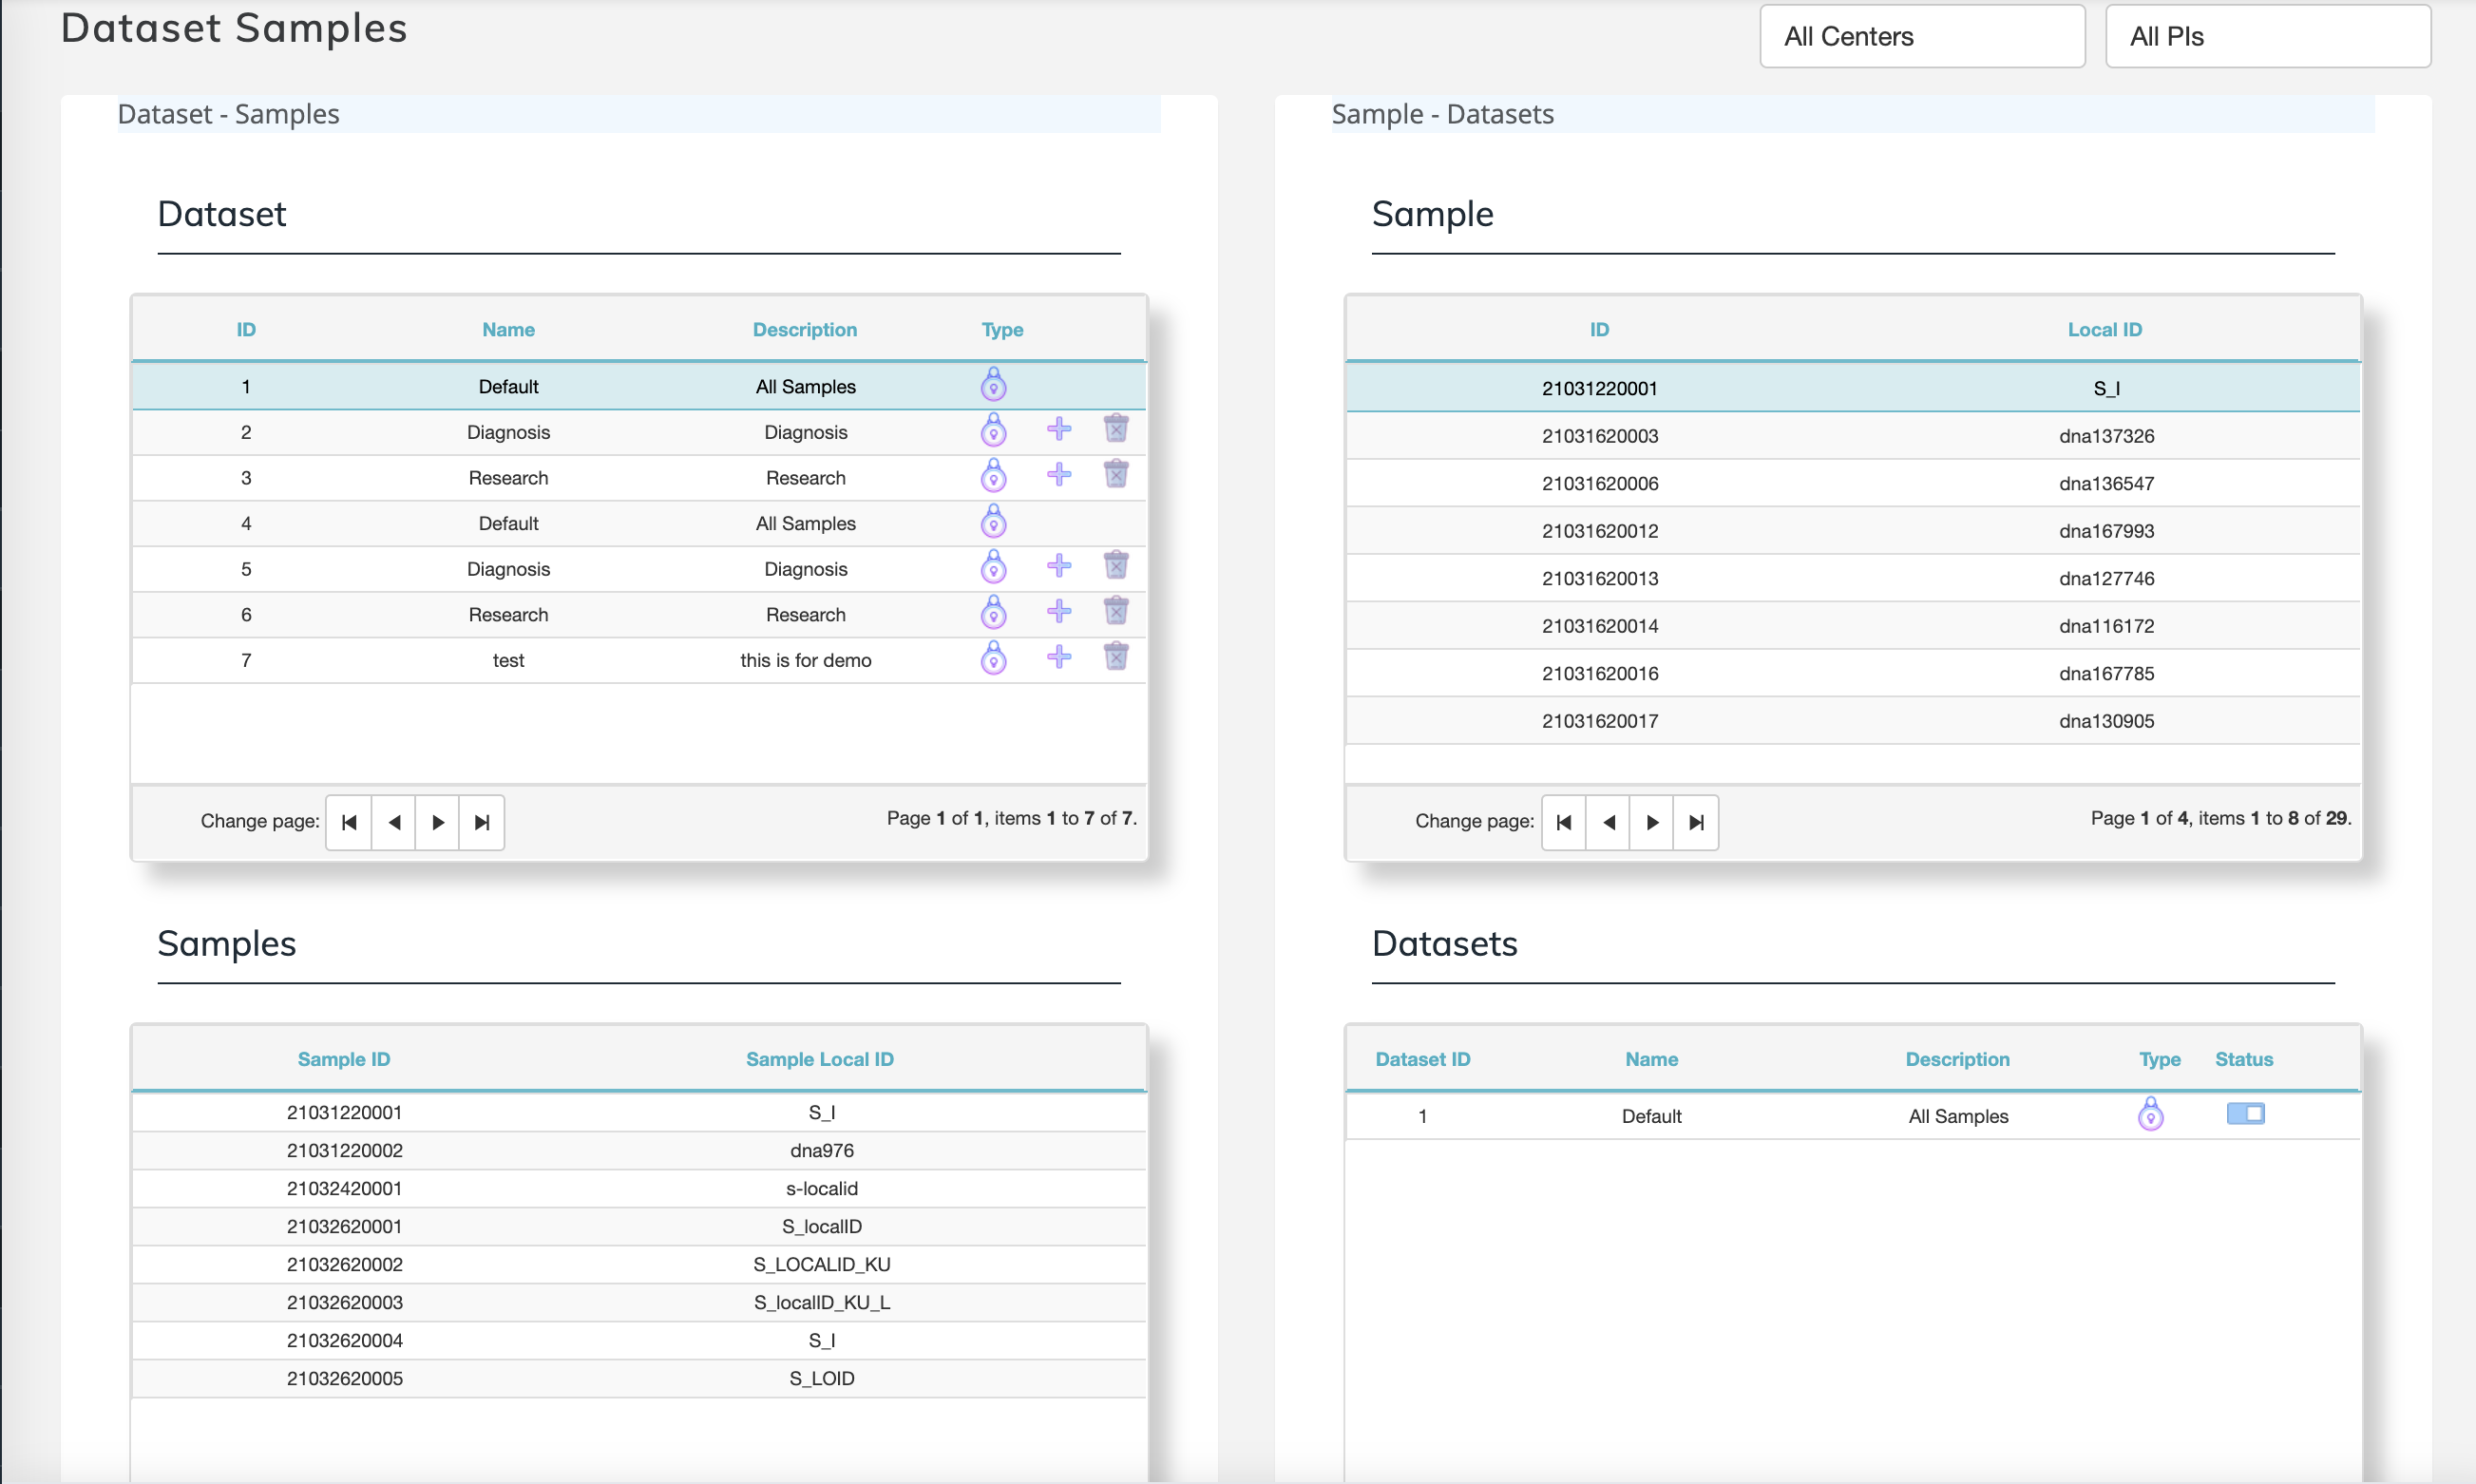 Dataset Samples
All Centers
All PIs
Dataset - Samples
Dataset
ID Name Description Type
1 Default All Samples
2 Diagnosis Diagnosis
3 Research Research
4 Default All Samples
5 Diagnosis Diagnosis
6 Research Research
7 test this is for demo
Change page:
Page 1 of 1, items 1 to 7 of 7.
Samples
Sample ID Sample Local ID
21031220001 S_I
21031220002 dna976
21032420001 s-localid
21032620001 S_localID
21032620002 S_LOCALID_KU
21032620003 S_localID_KU_L
21032620004 S_I
21032620005 S_LOID
Sample - Datasets
Sample
ID Local ID
21031220001 S_I
21031620003 dna137326
21031620006 dna136547
21031620012 dna167993
21031620013 dna127746
21031620014 dna116172
21031620016 dna167785
21031620017 dna130905
Change page:
Page 1 of 4, items 1 to 8 of 29.
Datasets
Dataset ID Name Description Type Status
1 Default All Samples